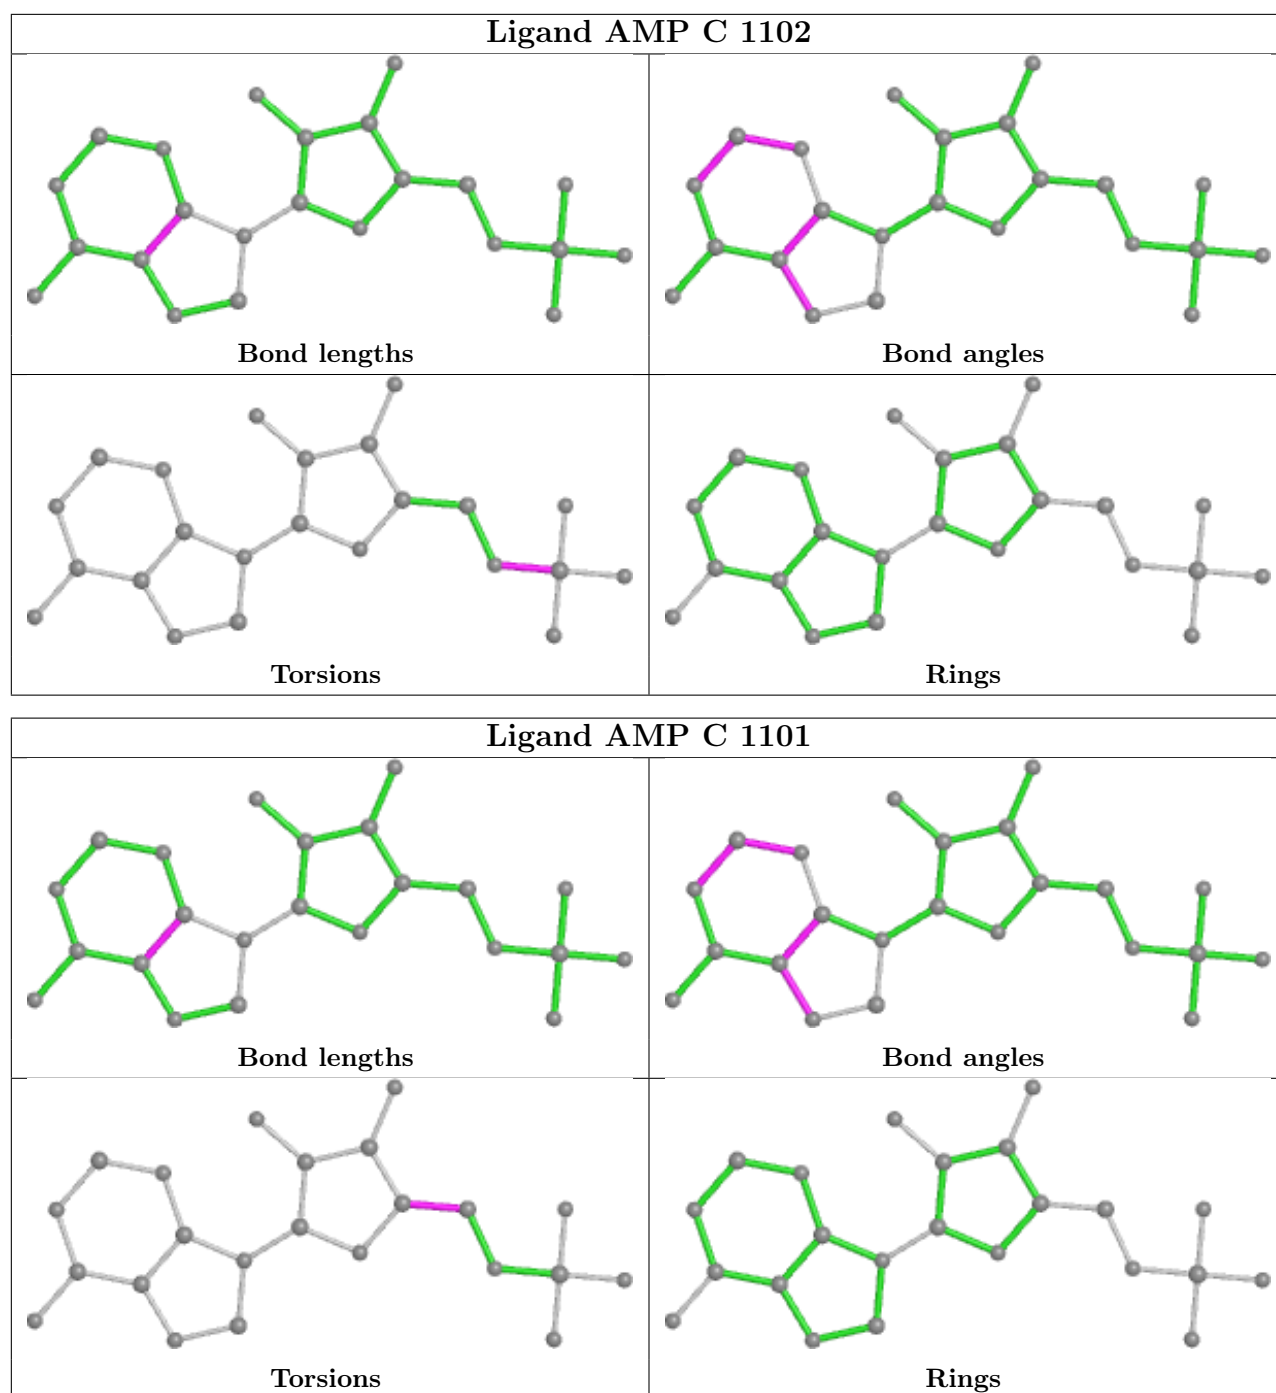 Ligand AMP C 1102
Bond lengths
Bond angles
Torsions
Rings
Ligand AMP C 1101
Bond lengths
Bond angles
Torsions
Rings